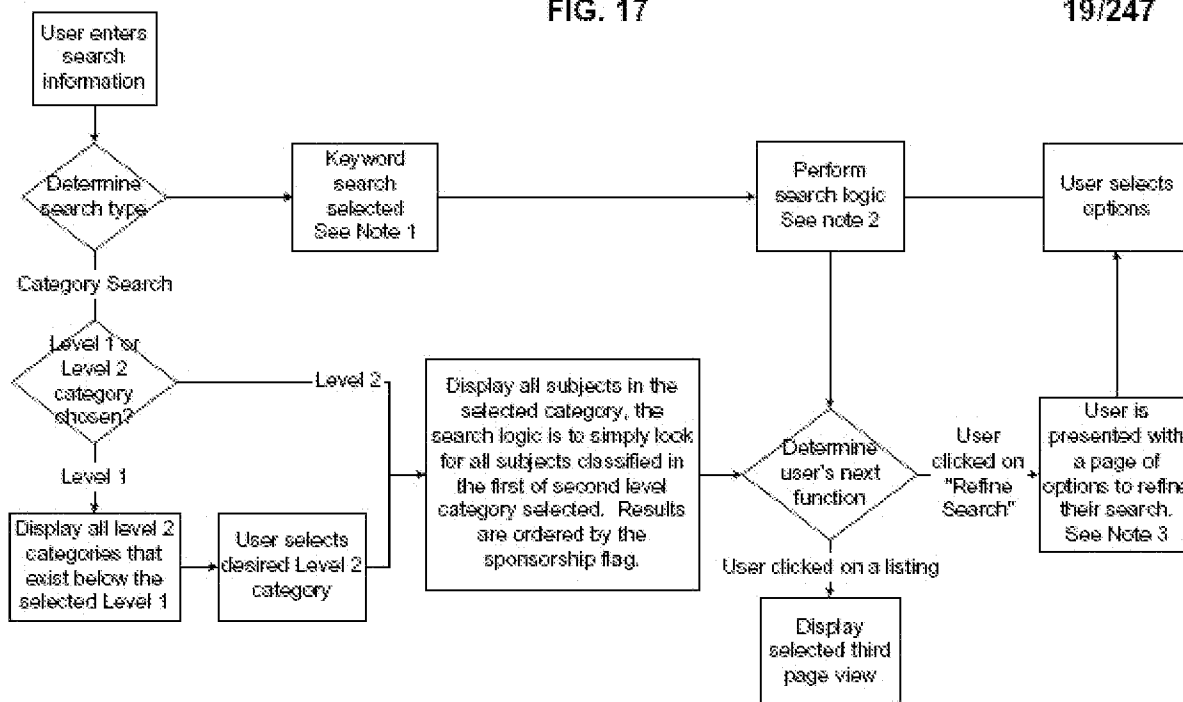 FIG. 17
19/247
User enters
search
information
Determine
search type
Keyword
search
selected
See Note 1
Perform
search logic
See note 2
User selects
options
Category Search
Level 1 or
Level 2
category
shosen?
Level 2
Level 1
Display all level 2
categories that
exist below the
selected Level 1
User selects
desired Level 2
category
Display all subjects in the
selected category, the
search logic is to simply look
for all subjects classified in
the first of second level
category selected. Results
are ordered by the
sponsorship flag.
Determine
user's next
function
User
clicked on
"Refine
Search"
User is
presented with
a page of
options to refine
their search.
See Note 3
User clicked on a listing
Display
selected third
page view